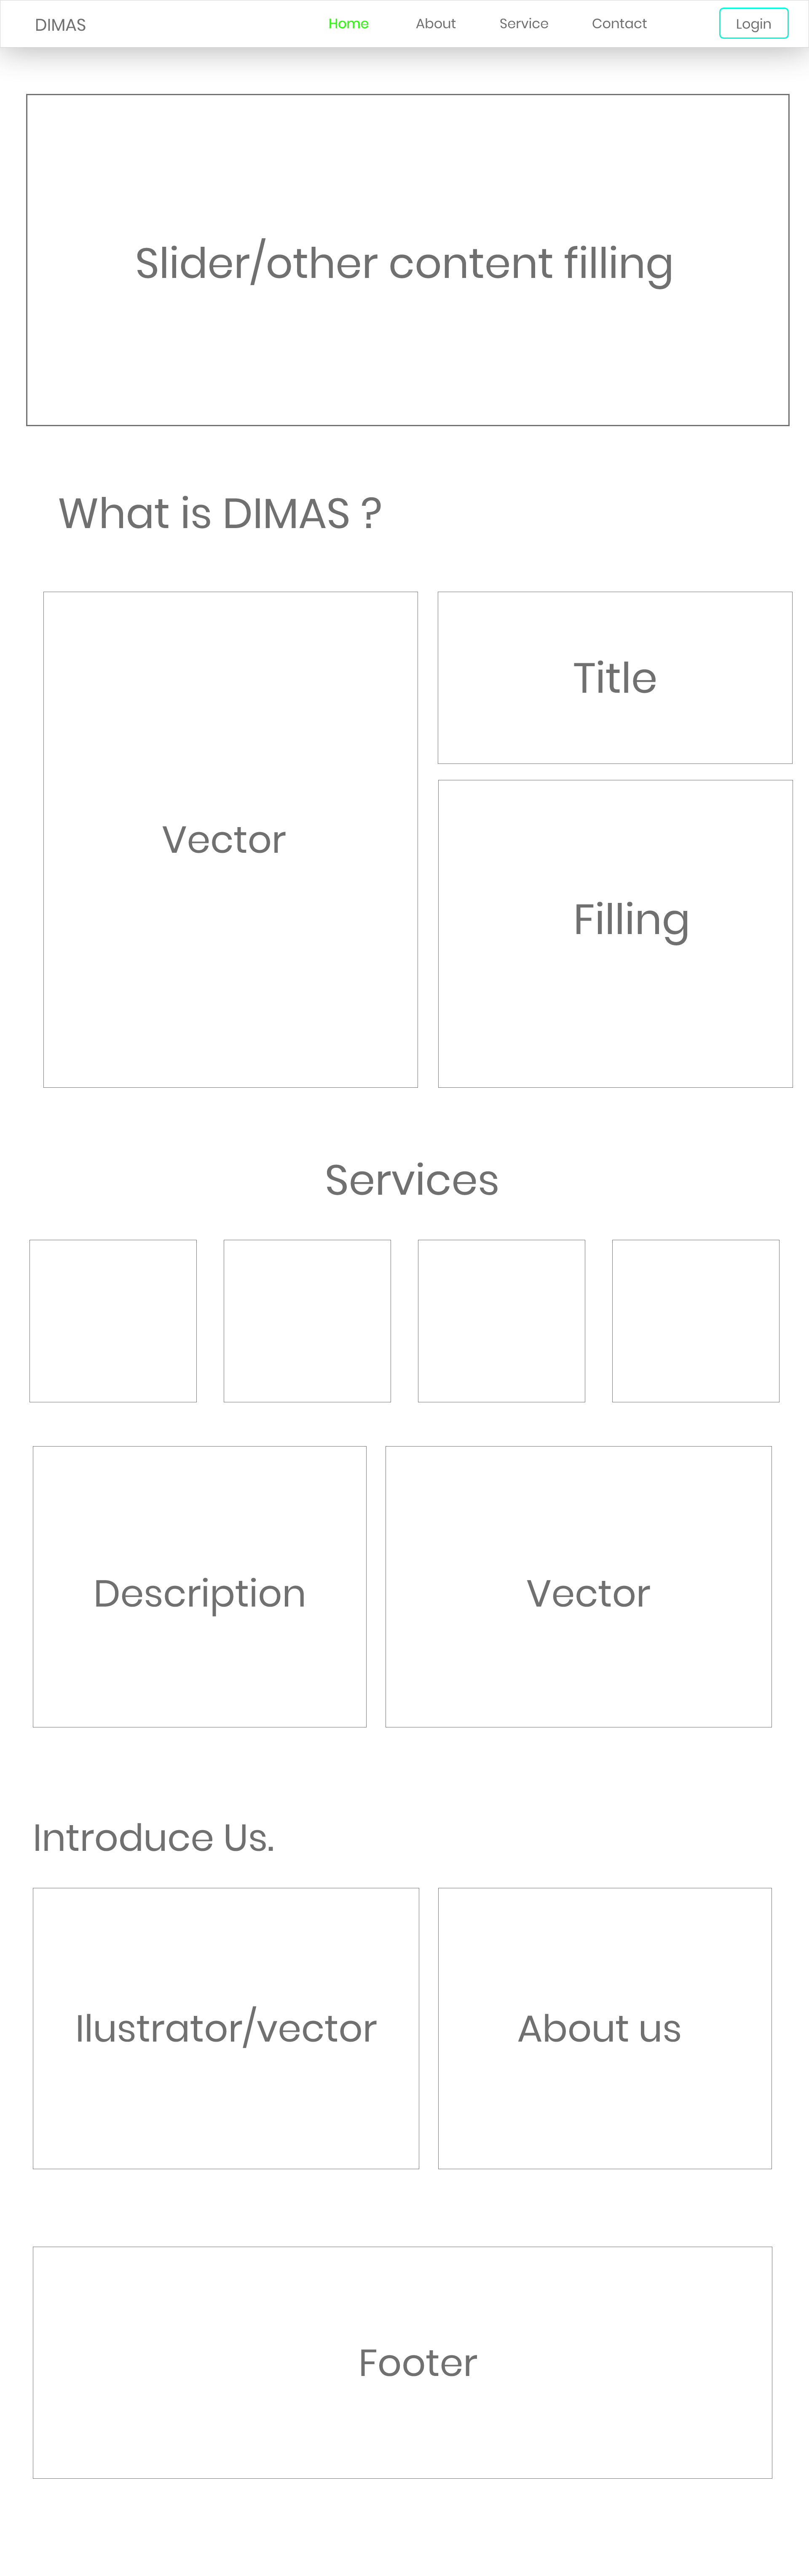 DIMAS
Home
About
Service
Contact
Login
Slider/other content filling
What is DIMAS ?
Vector
Title
Filling
Services
Description
Vector
Introduce Us.
Ilustrator/vector
About us
Footer